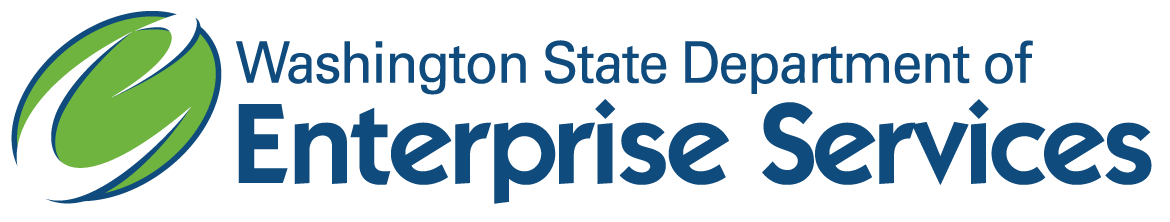 Washington State Department of
Enterprise Services